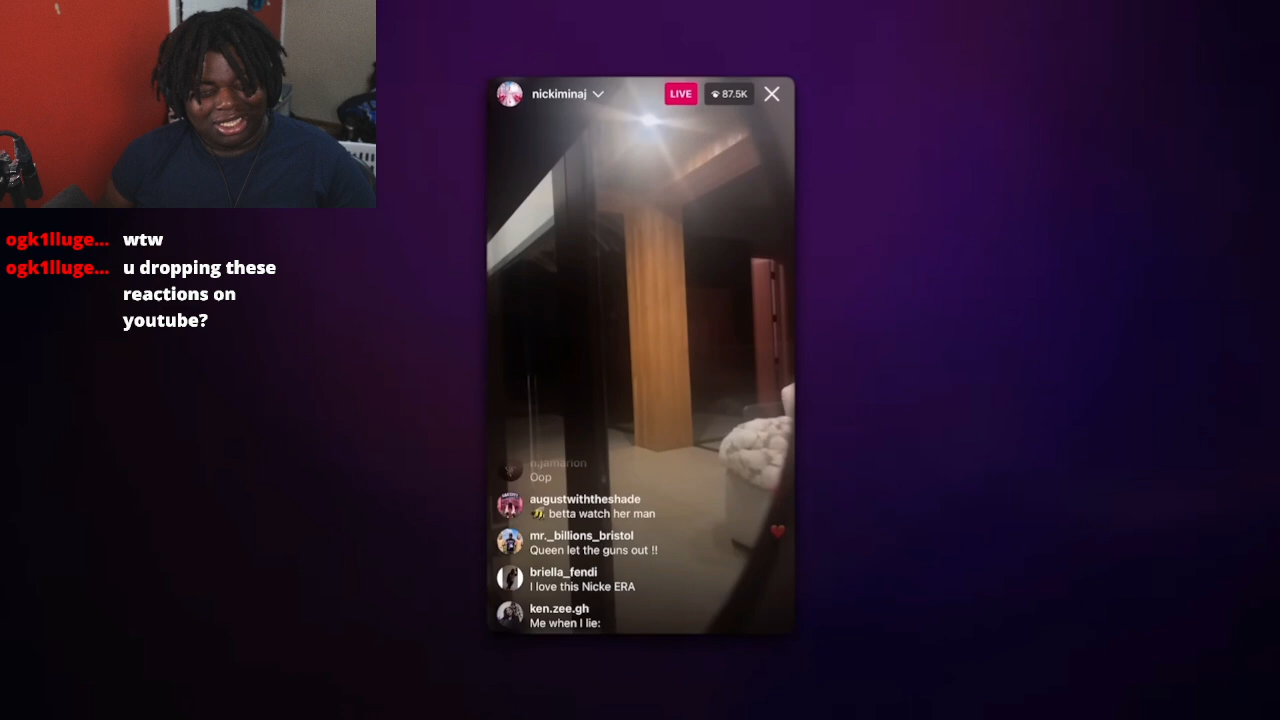 nickiminaj
LIVE
87.5K
ogk1lluge... wtw
ogk1lluge... u dropping these
reactions on
youtube?
n.jamarion
Oop
augustwiththeshade
🐝 betta watch her man
mr._billions_bristol
Queen let the guns out !!
briella_fendi
I love this Nicke ERA
ken.zee.gh
Me when I lie: